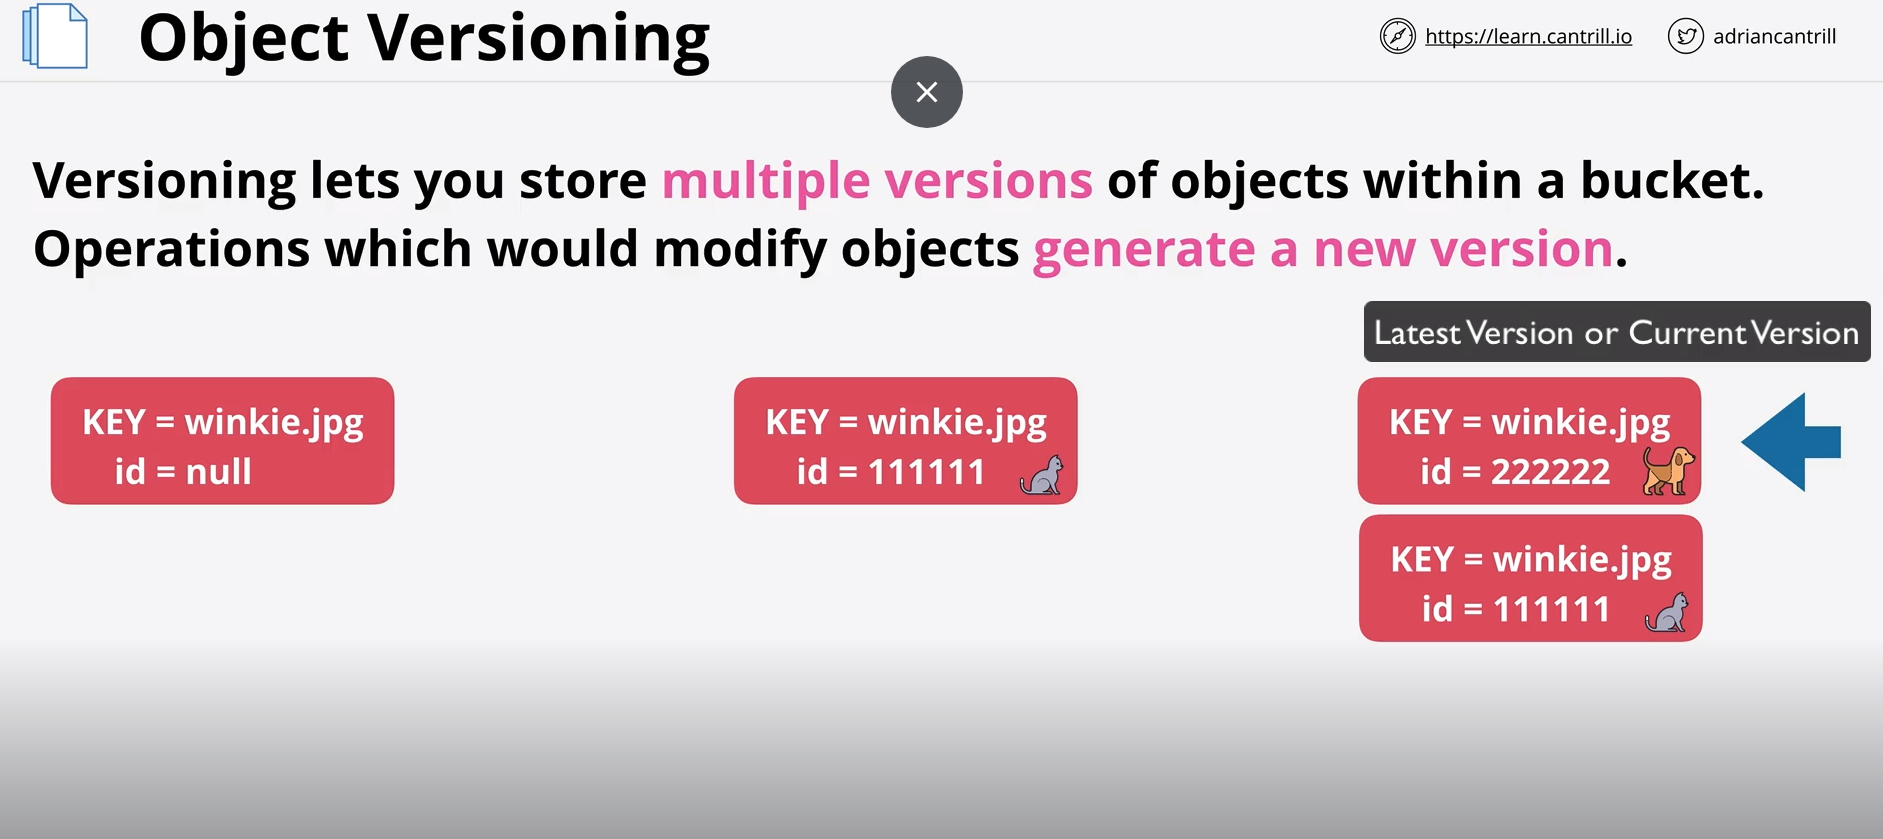 Object Versioning
https://learn.cantrill.io
adriancantrill
Versioning lets you store multiple versions of objects within a bucket.
Operations which would modify objects generate a new version.
Latest Version or Current Version
KEY = winkie.jpg
id = null
KEY = winkie.jpg
id = 111111
KEY = winkie.jpg
id = 222222
KEY = winkie.jpg
id = 111111